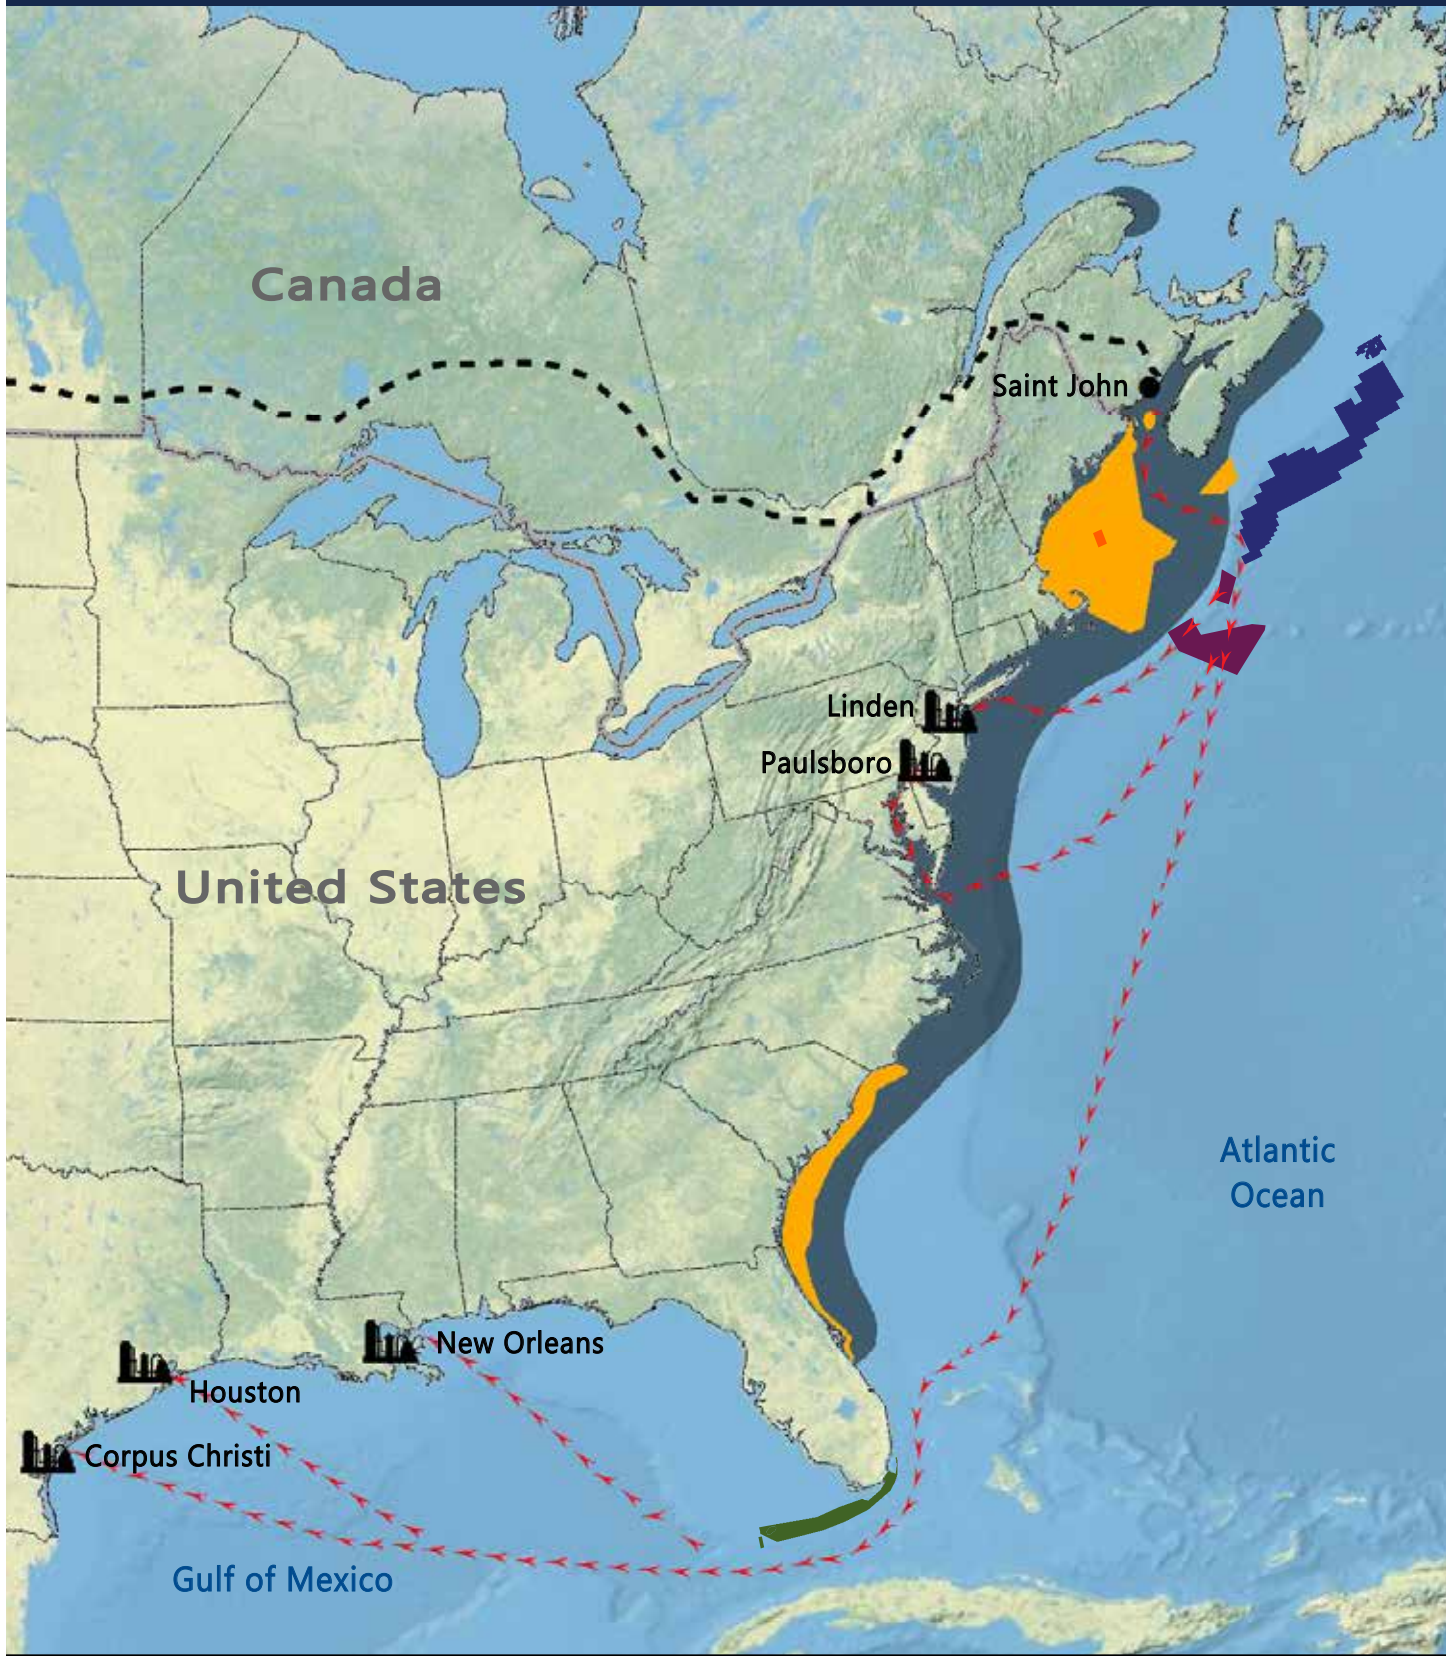 Canada
Saint John
Linden
Paulsboro
United States
Atlantic
Ocean
New Orleans
Houston
Corpus Christi
Gulf of Mexico